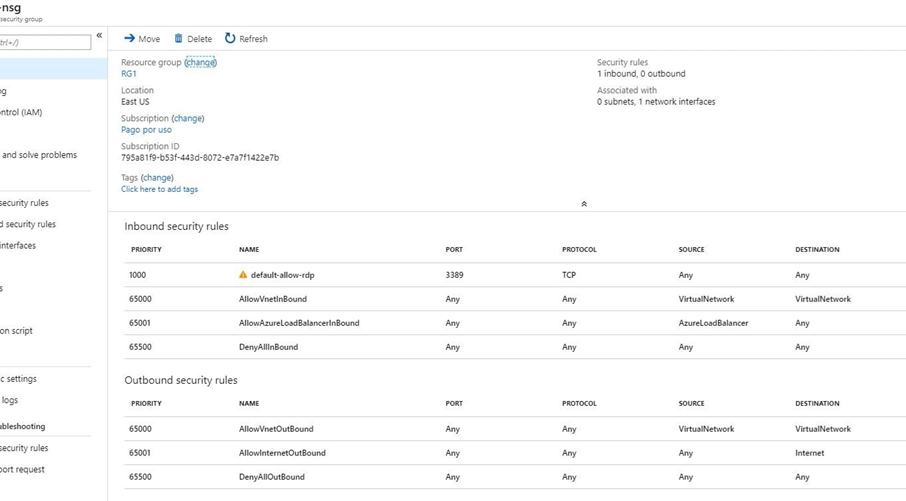 -nsg
security group
trl+/)
«
Move
Delete
Refresh
Resource group (change)
RG1
Location
East US
Subscription (change)
Pago por uso
Subscription ID
795a81f9-b53f-443d-8072-e7a7f1422e7b
Tags (change)
Click here to add tags
Security rules
1 inbound, 0 outbound
Associated with
0 subnets, 1 network interfaces
og
ontrol (IAM)
and solve problems
security rules
d security rules
interfaces
s
on script
c settings
logs
ubleshooting
security rules
port request
Inbound security rules
PRIORITY NAME PORT PROTOCOL SOURCE DESTINATION
1000 default-allow-rdp 3389 TCP Any Any
65000 AllowVnetInBound Any Any VirtualNetwork VirtualNetwork
65001 AllowAzureLoadBalancerInBound Any Any AzureLoadBalancer Any
65500 DenyAllInBound Any Any Any Any
Outbound security rules
PRIORITY NAME PORT PROTOCOL SOURCE DESTINATION
65000 AllowVnetOutBound Any Any VirtualNetwork VirtualNetwork
65001 AllowInternetOutBound Any Any Any Internet
65500 DenyAllOutBound Any Any Any Any